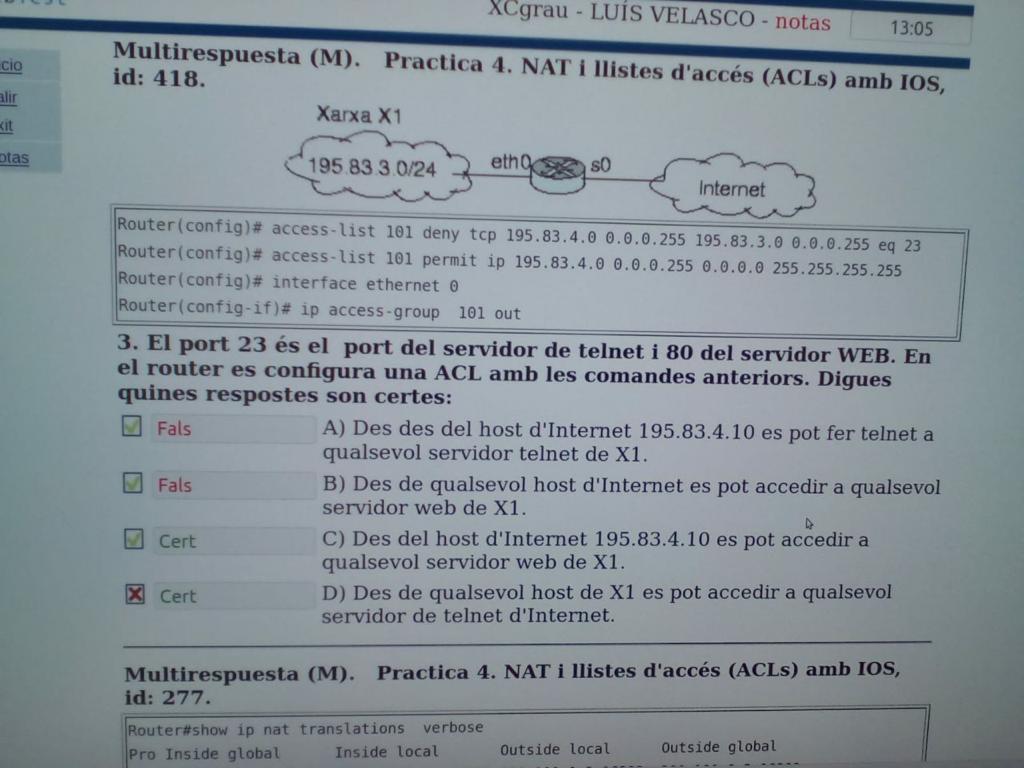 XCgrau - LUÍS VELASCO - notas
13:05
Multirespuesta (M). Practica 4. NAT i llistes d'accés (ACLs) amb IOS,
id: 418.
Xarxa X1
195.83.3.0/24
eth0
s0
Internet
Router(config)# access-list 101 deny tcp 195.83.4.0 0.0.0.255 195.83.3.0 0.0.0.255 eq 23
Router(config)# access-list 101 permit ip 195.83.4.0 0.0.0.255 0.0.0.0 255.255.255.255
Router(config)# interface ethernet 0
Router(config-if)# ip access-group 101 out
3. El port 23 és el port del servidor de telnet i 80 del servidor WEB. En
el router es configura una ACL amb les comandes anteriors. Digues
quines respostes son certes:
Fals
A) Des des del host d'Internet 195.83.4.10 es pot fer telnet a
qualsevol servidor telnet de X1.
Fals
B) Des de qualsevol host d'Internet es pot accedir a qualsevol
servidor web de X1.
Cert
C) Des del host d'Internet 195.83.4.10 es pot accedir a
qualsevol servidor web de X1.
Cert
D) Des de qualsevol host de X1 es pot accedir a qualsevol
servidor de telnet d'Internet.
Multirespuesta (M). Practica 4. NAT i llistes d'accés (ACLs) amb IOS,
id: 277.
Router#show ip nat translations verbose
Pro Inside global Inside local Outside local Outside global